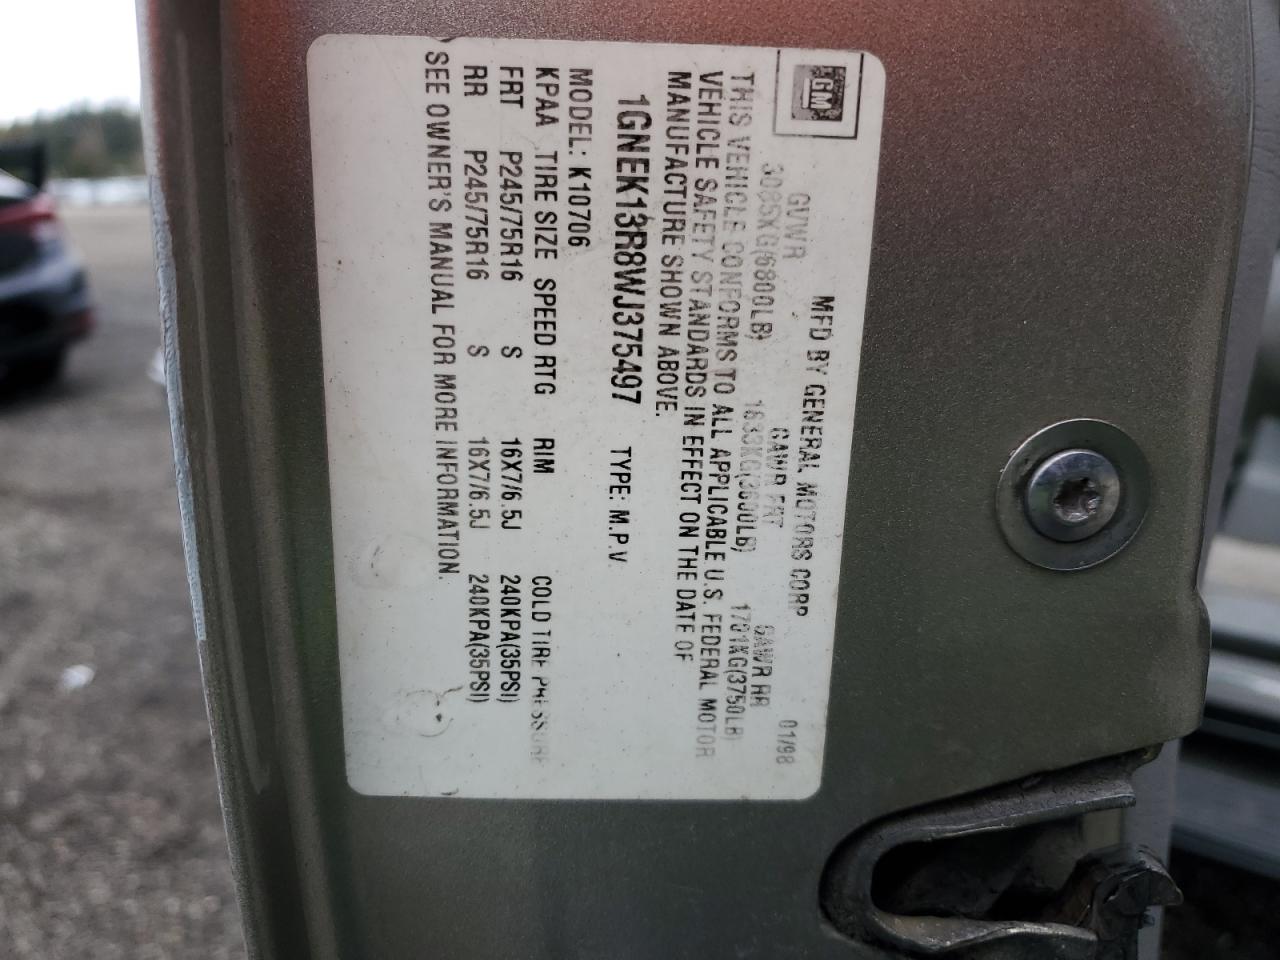 GM
MFD BY GENERAL MOTORS CORP 01/98
GVWR GAWR FRT GAWR RR
3085KG(6800LB) 1633KG(3600LB) 1701KG(3750LB)
THIS VEHICLE CONFORMS TO ALL APPLICABLE U.S. FEDERAL MOTOR
VEHICLE SAFETY STANDARDS IN EFFECT ON THE DATE OF
MANUFACTURE SHOWN ABOVE.
1GNEK13R8WJ375497 TYPE: M.P.V
MODEL: K10706
KPAA TIRE SIZE SPEED RTG RIM COLD TIRE PRESSURE
FRT P245/75R16 S 16X7/6.5J 240KPA(35PSI)
RR P245/75R16 S 16X7/6.5J 240KPA(35PSI)
SEE OWNER'S MANUAL FOR MORE INFORMATION.